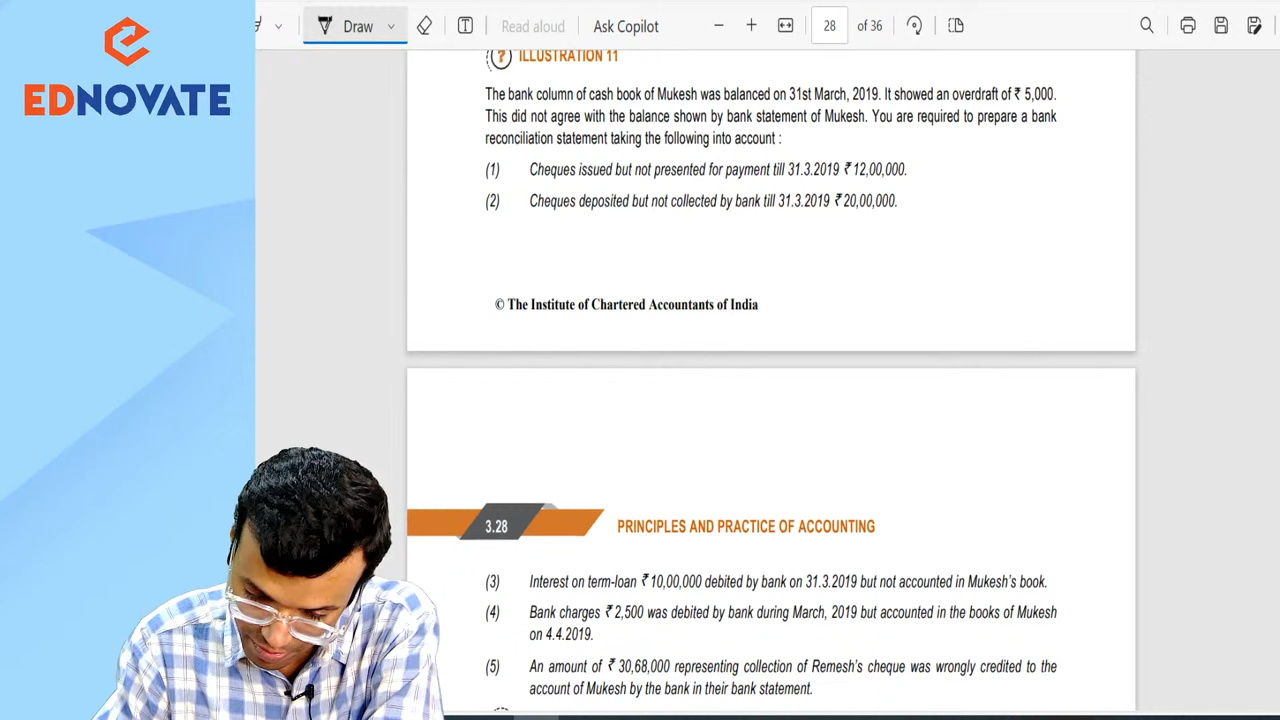 EDNOVATE
Draw
Read aloud
Ask Copilot
28
of 36
? ILLUSTRATION 11
The bank column of cash book of Mukesh was balanced on 31st March, 2019. It showed an overdraft of ₹ 5,000.
This did not agree with the balance shown by bank statement of Mukesh. You are required to prepare a bank
reconciliation statement taking the following into account :
(1) Cheques issued but not presented for payment till 31.3.2019 ₹ 12,00,000.
(2) Cheques deposited but not collected by bank till 31.3.2019 ₹ 20,00,000.
© The Institute of Chartered Accountants of India
3.28
PRINCIPLES AND PRACTICE OF ACCOUNTING
(3) Interest on term-loan ₹ 10,00,000 debited by bank on 31.3.2019 but not accounted in Mukesh's book.
(4) Bank charges ₹ 2,500 was debited by bank during March, 2019 but accounted in the books of Mukesh
on 4.4.2019.
(5) An amount of ₹ 30,68,000 representing collection of Remesh's cheque was wrongly credited to the
account of Mukesh by the bank in their bank statement.